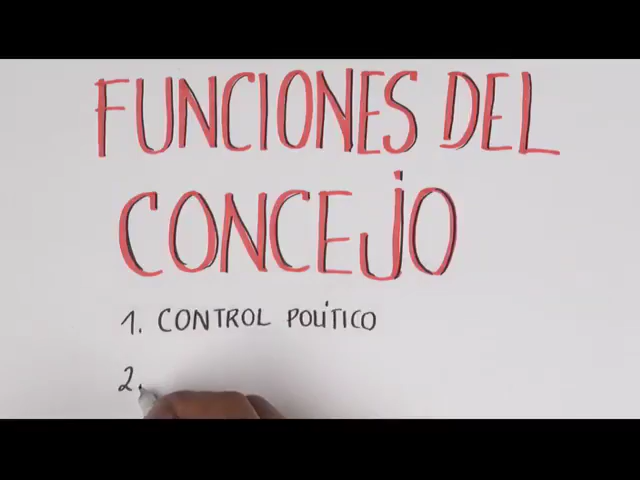 FUNCIONES DEL
CONCEJO
1. CONTROL POLÍTICO
2.